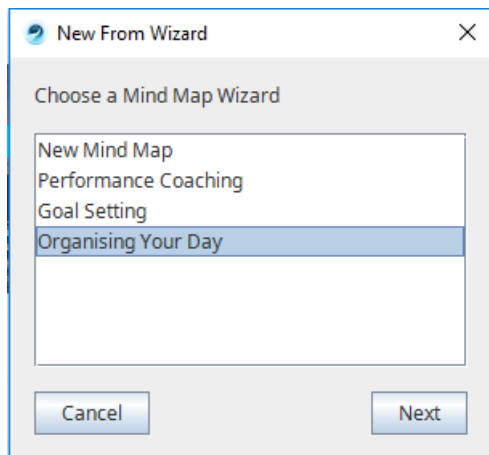 New From Wizard
Choose a Mind Map Wizard
New Mind Map
Performance Coaching
Goal Setting
Organising Your Day
Cancel
Next